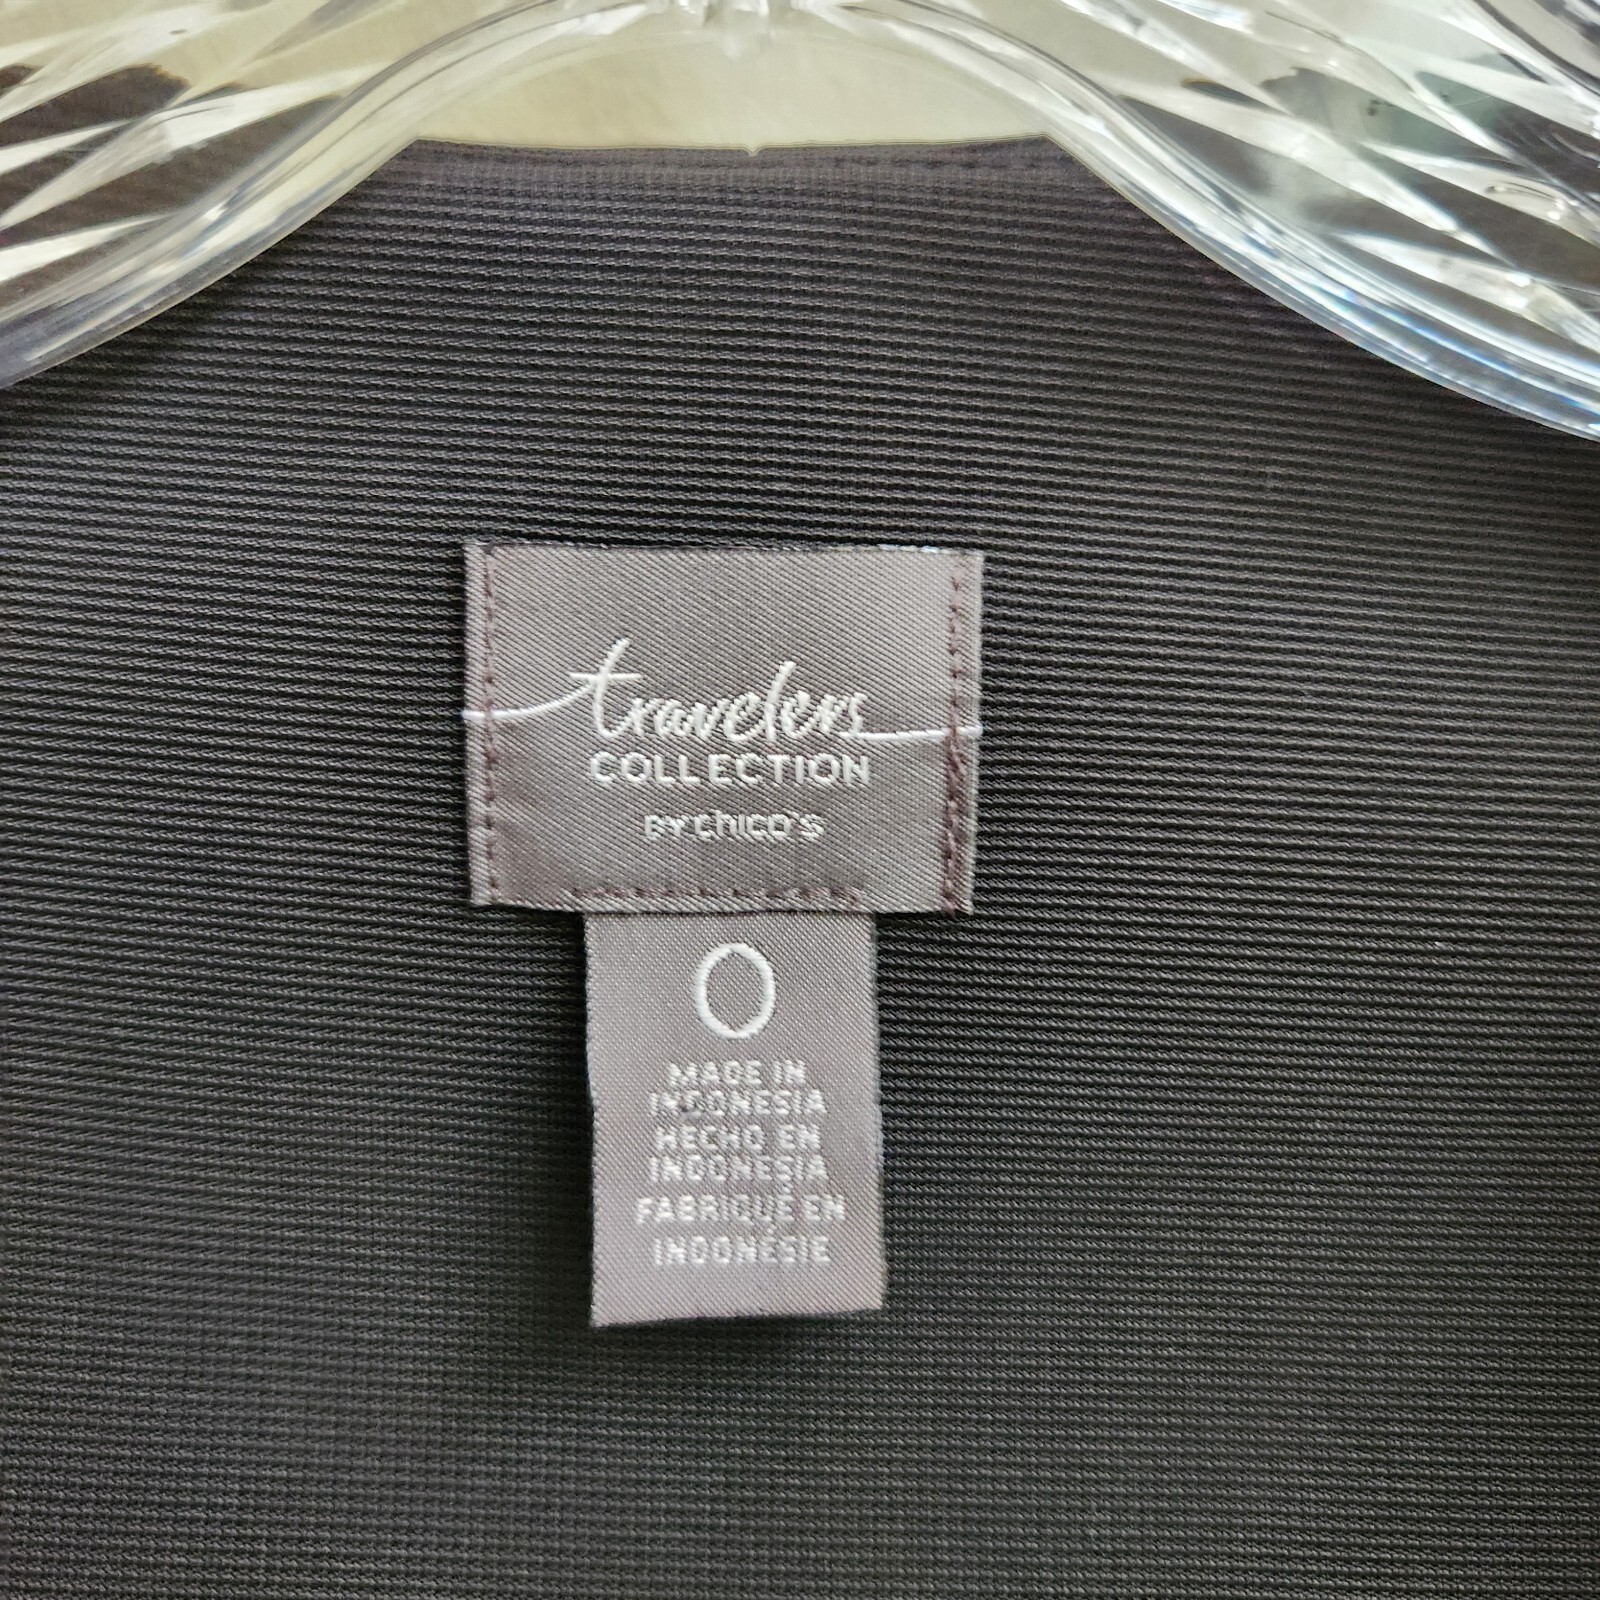 travelers
COLLECTION
BY chico's
0
MADE IN
INDONESIA
HECHO EN
INDONESIA
FABRIQUÉ EN
INDONÉSIE